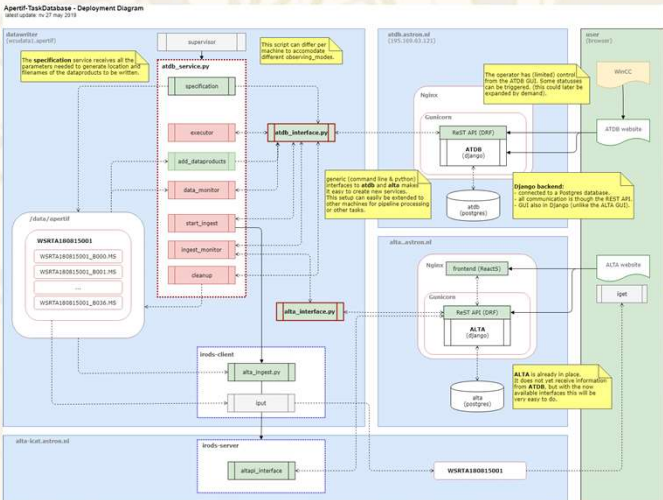 Apertif-TaskDatabase - Deployment Diagram
latest update: nv 27 may 2019
datawriter
(wcudata1.apertif)
supervisor
The specification service receives all the
parameters needed to generate location and
filenames of the dataproducts to be written.
This script can differ per
machine to accomodate
different observing_modes.
atdb_service.py
specification
executor
add_dataproducts
data_monitor
start_ingest
ingest_monitor
cleanup
atdb_interface.py
generic (command line & python)
interfaces to atdb and alta makes
it easy to create new services.
This setup can easily be extended to
other machines for pipeline processing
or other tasks.
/data/apertif
WSRTA180815001
WSRTA180815001_B000.MS
WSRTA180815001_B001.MS
...
WSRTA180815001_B036.MS
alta_interface.py
irods-client
alta_ingest.py
iput
alta-icat.astron.nl
irods-server
altapi_interface
WSRTA180815001
atdb.astron.nl
The operator has (limited) control
from the ATDB GUI. Some statusses
can be triggered. (this could later be
expanded by demand).
Nginx
Gunicorn
ReST API (DRF)
ATDB
(django)
atdb
(postgres)
Django backend:
- connected to a Postgres database.
- all communication is though the REST API.
- GUI also in Django (unlike the ALTA GUI).
alta..astron.nl
Nginx
frontend (ReactS)
Gunicorn
ReST API (DRF)
ALTA
(django)
alta
(postgres)
ALTA is already in place.
It does not yet receive information
from ATDB, but with the now
available interfaces this will be
very easy to do.
user
(browser)
WinCC
ATDB website
ALTA website
iget